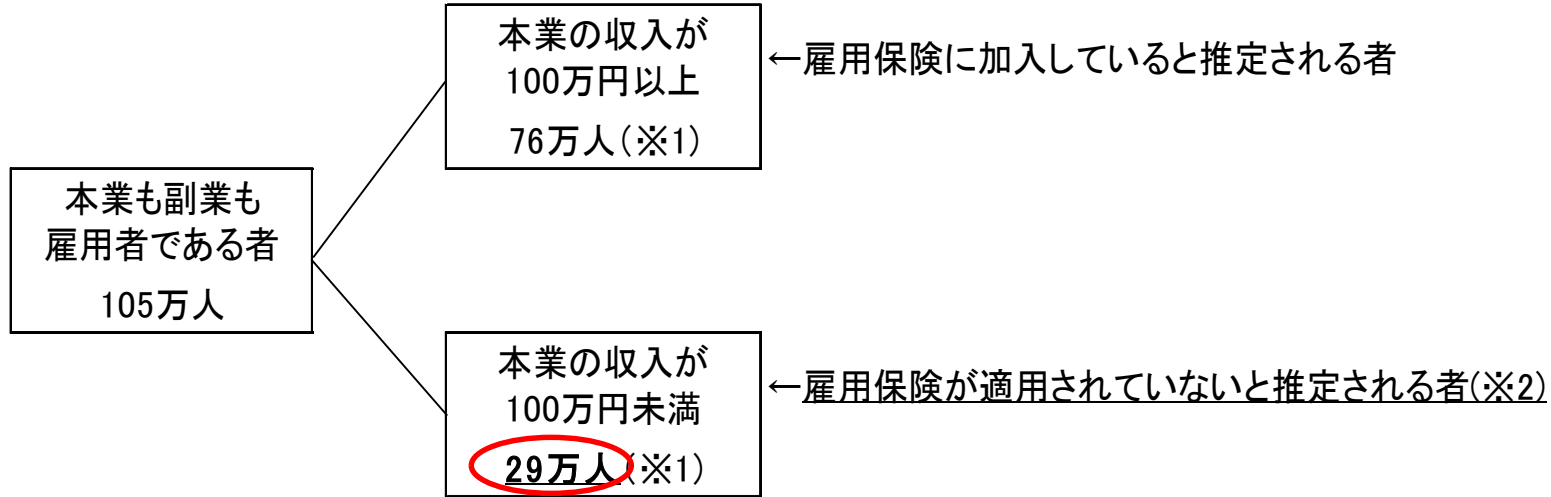 本業の収入が
100万円以上
76万人(※1)
←雇用保険に加入していると推定される者
本業も副業も
雇用者である者
105万人
本業の収入が
100万円未満
29万人(※1)
←雇用保険が適用されていないと推定される者(※2)